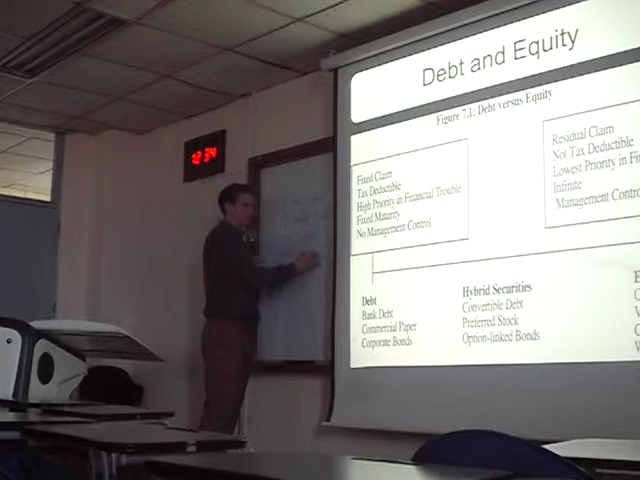 12 34
Debt and Equity
Figure 7.1: Debt versus Equity
Fixed Claim
Tax Deductible
High Priority in Financial Trouble
Fixed Maturity
No Management Control
Residual Claim
Not Tax Deductible
Lowest Priority in Fi
Infinite
Management Contro
Debt
Bank Debt
Commercial Paper
Corporate Bonds
Hybrid Securities
Convertible Debt
Preferred Stock
Option-linked Bonds